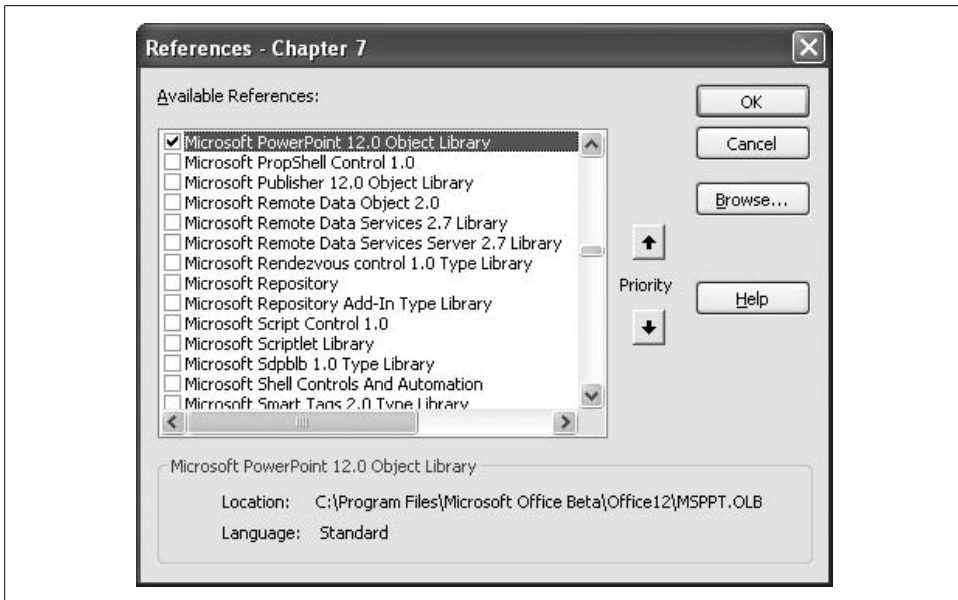 References - Chapter 7
Available References:
Microsoft PowerPoint 12.0 Object Library
Microsoft PropShell Control 1.0
Microsoft Publisher 12.0 Object Library
Microsoft Remote Data Object 2.0
Microsoft Remote Data Services 2.7 Library
Microsoft Remote Data Services Server 2.7 Library
Microsoft Rendezvous control 1.0 Type Library
Microsoft Repository
Microsoft Repository Add-In Type Library
Microsoft Script Control 1.0
Microsoft Scriptlet Library
Microsoft Sdpblb 1.0 Type Library
Microsoft Shell Controls And Automation
Microsoft Smart Tags 2.0 Type Library
OK
Cancel
Browse...
Priority
Help
Microsoft PowerPoint 12.0 Object Library
Location: C:\Program Files\Microsoft Office Beta\Office12\MSPPT.OLB
Language: Standard